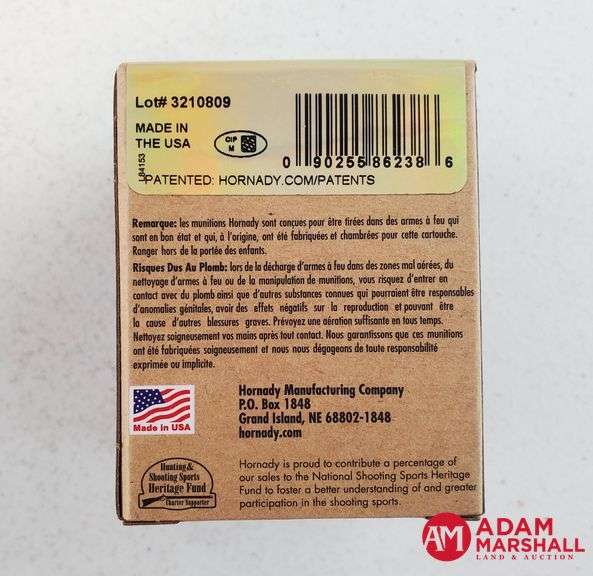 Lot# 3210809
MADE IN
THE USA
CIP
M
L84153
0 90255 86238 6
PATENTED: HORNADY.COM/PATENTS
Remarque: les munitions Hornady sont conçues pour être tirées dans des armes à feu qui
sont en bon état et qui, à l'origine, ont été fabriquées et chambrées pour cette cartouche.
Ranger hors de la portée des enfants.
Risques Dus Au Plomb: lors de la décharge d'armes à feu dans des zones mal aérées, du
nettoyage d'armes à feu ou de la manipulation de munitions, vous risquez d'entrer en
contact avec du plomb ainsi que d'autres substances connues qui pourraient être responsables
d'anomalies génitales, avoir des effets négatifs sur la reproduction et pouvant être
la cause d'autres blessures graves. Prévoyez une aération suffisante en tous temps.
Nettoyez soigneusement vos mains après tout contact. Nous garantissons que ces munitions
ont été fabriquées soigneusement et nous nous dégageons de toute responsabilité
exprimée ou implicite.
Made in USA
Hornady Manufacturing Company
P.O. Box 1848
Grand Island, NE 68802-1848
hornady.com
Hunting &
Shooting Sports
Heritage Fund
Charter Supporter
Hornady is proud to contribute a percentage of
our sales to the National Shooting Sports Heritage
Fund to foster a better understanding of and greater
participation in the shooting sports.
AM ADAM
MARSHALL
LAND & AUCTION